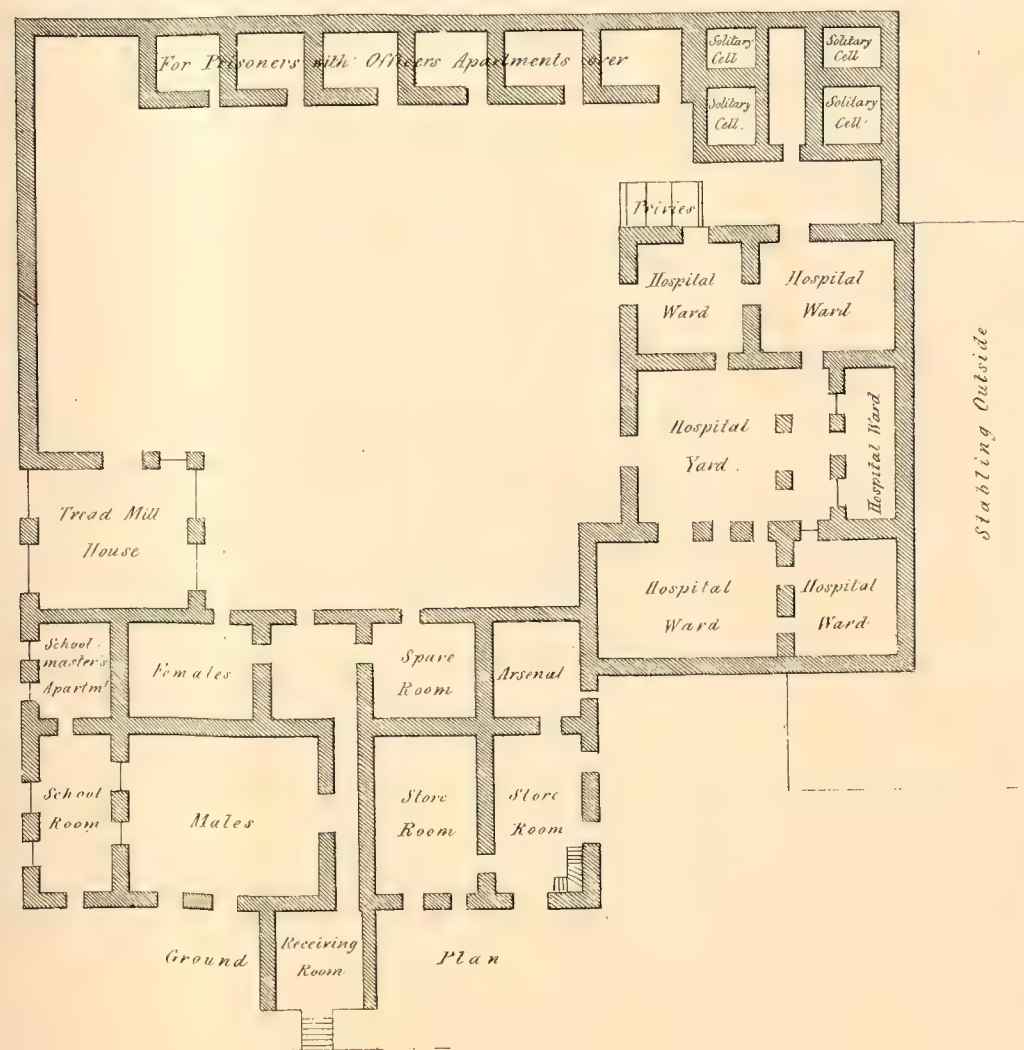 For Prisoners with Officers Apartments over
Solitary
Cell
Solitary
Cell
Solitary
Cell.
Solitary
Cell.
Privies
Hospital
Ward
Hospital
Ward
Hospital
Yard.
Hospital Ward
Stabling Outside
Tread Mill
House
Hospital
Ward
Hospital
Ward
School
master's
Apartmt
Females
Spare
Room
Arsenal
School
Room
Males
Store
Room
Store
Room
Receiving
Room
Ground Plan